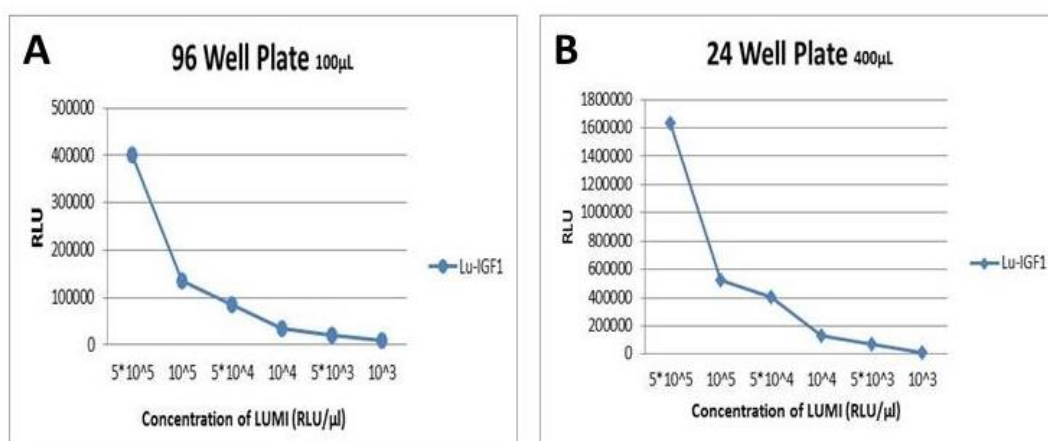 A
96 Well Plate 100µL
500000
400000
300000
200000
100000
0
RLU
5*10^5 10^5 5*10^4 10^4 5*10^3 10^3
Concentration of LUMI (RLU/µl)
Lu-IGF1
B
24 Well Plate 400µL
1800000
1600000
1400000
1200000
1000000
800000
600000
400000
200000
0
RLU
5*10^5 10^5 5*10^4 10^4 5*10^3 10^3
Concentration of LUMI (RLU/µl)
Lu-IGF1